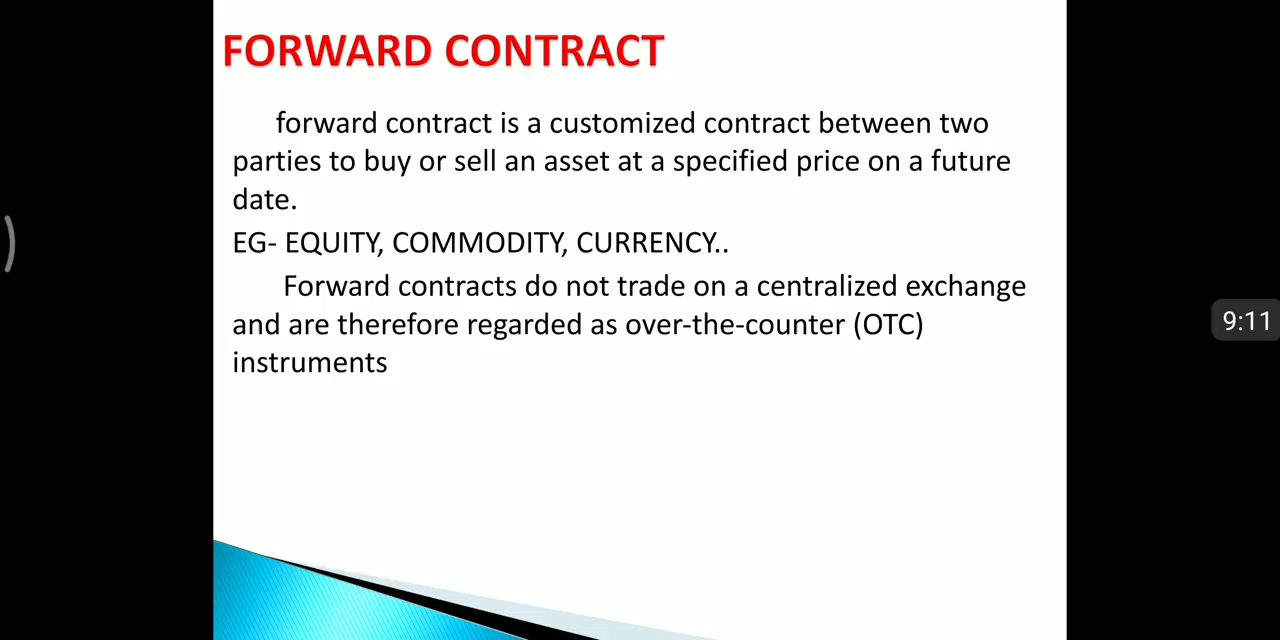 FORWARD CONTRACT
forward contract is a customized contract between two
parties to buy or sell an asset at a specified price on a future
date.
EG- EQUITY, COMMODITY, CURRENCY..
Forward contracts do not trade on a centralized exchange
and are therefore regarded as over-the-counter (OTC)
instruments
9:11